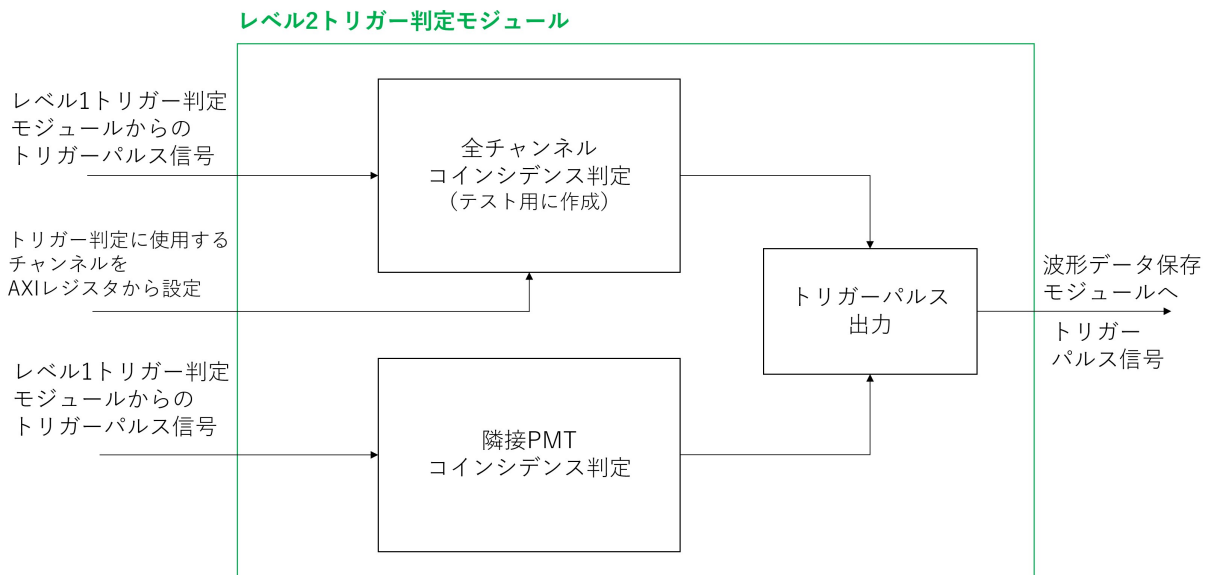 レベル2トリガー判定モジュール
レベル1トリガー判定
モジュールからの
トリガーパルス信号
全チャンネル
コインシデンス判定
（テスト用に作成）
トリガー判定に使用する
チャンネルを
AXIレジスタから設定
トリガーパルス
出力
波形データ保存
モジュールへ
トリガー
パルス信号
レベル1トリガー判定
モジュールからの
トリガーパルス信号
隣接PMT
コインシデンス判定